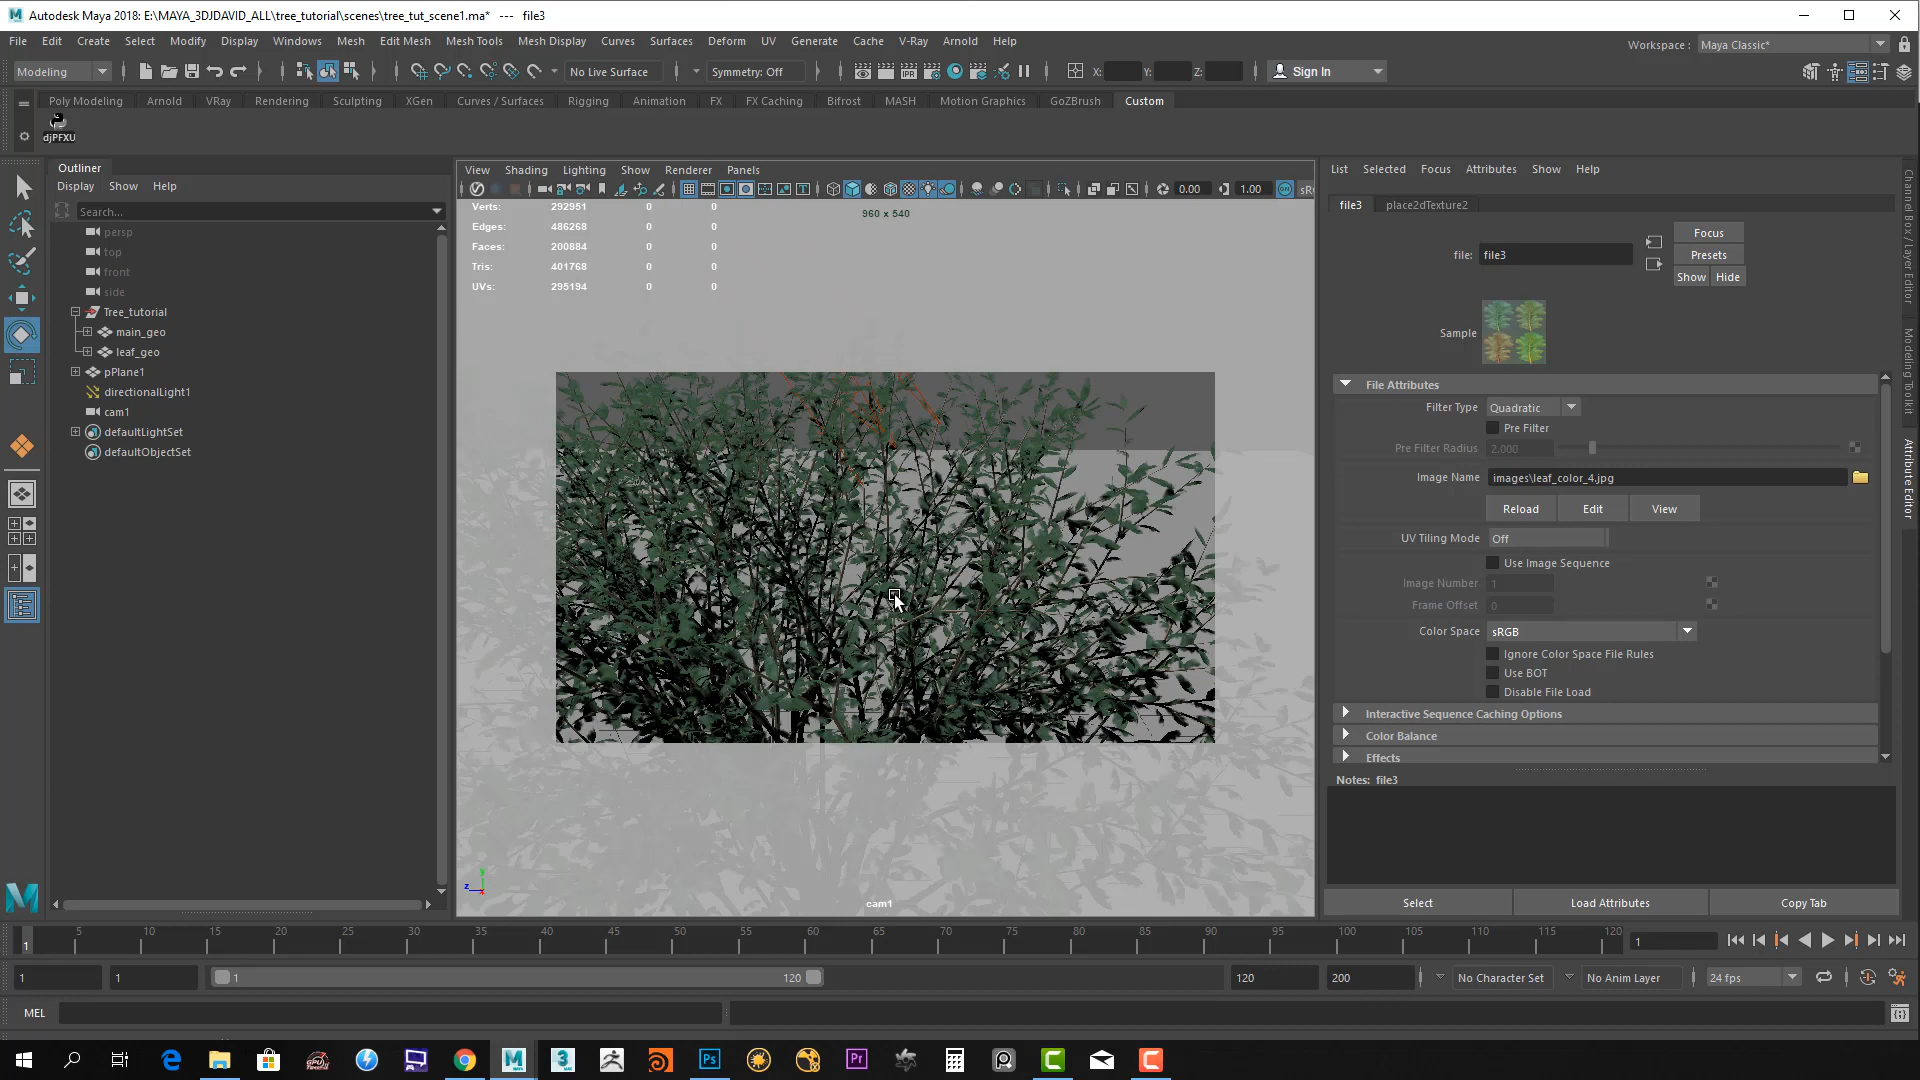 Autodesk Maya 2018: E:\MAYA_3DJDAVID_ALL\tree_tutorial\scenes\tree_tut_scene1.ma* --- file3
File Edit Create Select Modify Display Windows Mesh Edit Mesh Mesh Tools Mesh Display Curves Surfaces Deform UV Generate Cache V-Ray Arnold Help
Workspace : Maya Classic*
Modeling No Live Surface Symmetry: Off X: Y: Z: Sign In
Poly Modeling Arnold VRay Rendering Sculpting XGen Curves / Surfaces Rigging Animation FX FX Caching Bifrost MASH Motion Graphics GoZBrush Custom
djPFXU
Outliner
Display Show Help
Search...
persp
top
front
side
Tree_tutorial
main_geo
leaf_geo
pPlane1
directionalLight1
cam1
defaultLightSet
defaultObjectSet
View Shading Lighting Show Renderer Panels
0.00 1.00
Verts: 292951 0 0
960 x 540
Edges: 486268 0 0
Faces: 200884 0 0
Tris: 401768 0 0
UVs: 295194 0 0
y
z
cam1
List Selected Focus Attributes Show Help
file3 place2dTexture2
file: file3
Focus
Presets
Show Hide
Sample
File Attributes
Filter Type Quadratic
Pre Filter
Pre Filter Radius 2.000
Image Name images\leaf_color_4.jpg
Reload Edit View
UV Tiling Mode Off
Use Image Sequence
Image Number 1
Frame Offset 0
Color Space sRGB
Ignore Color Space File Rules
Use BOT
Disable File Load
Interactive Sequence Caching Options
Color Balance
Effects
Notes: file3
Select Load Attributes Copy Tab
Channel Box / Layer Editor
Modeling Toolkit
Attribute Editor
1 5 10 15 20 25 30 35 40 45 50 55 60 65 70 75 80 85 90 95 100 105 110 115 120 1
1 1 1 120 120 200 No Character Set No Anim Layer 24 fps
MEL